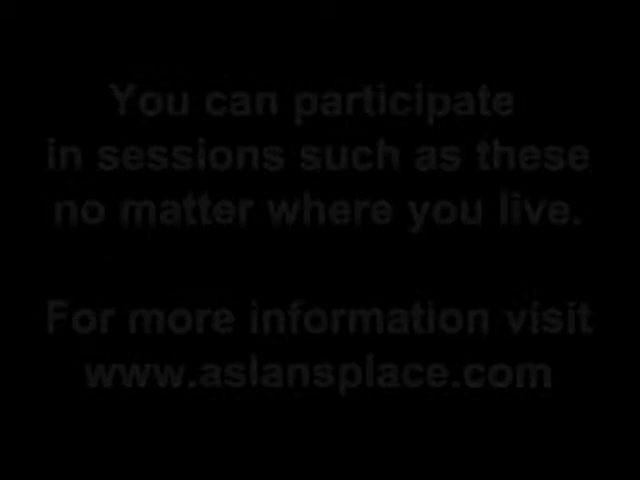 You can participate
in sessions such as these
no matter where you live.
For more information visit
www.aslansplace.com